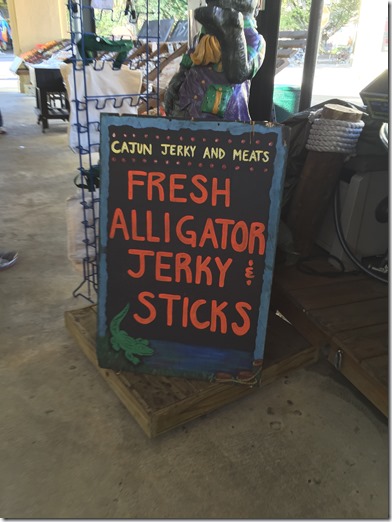 CAJUN JERKY AND MEATS
FRESH
ALLIGATOR
JERKY &
STICKS